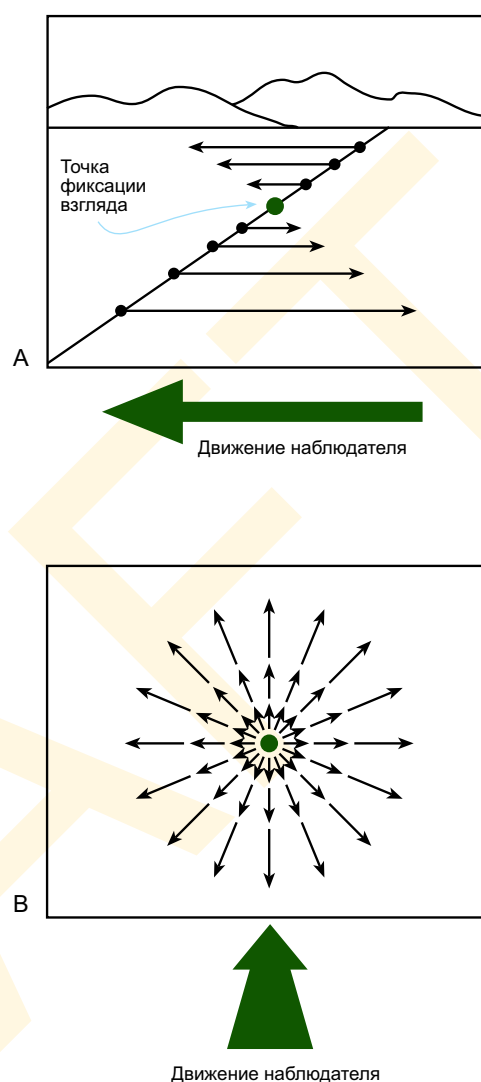 Точка
фиксации
взгляда
А
Движение наблюдателя
В
Движение наблюдателя